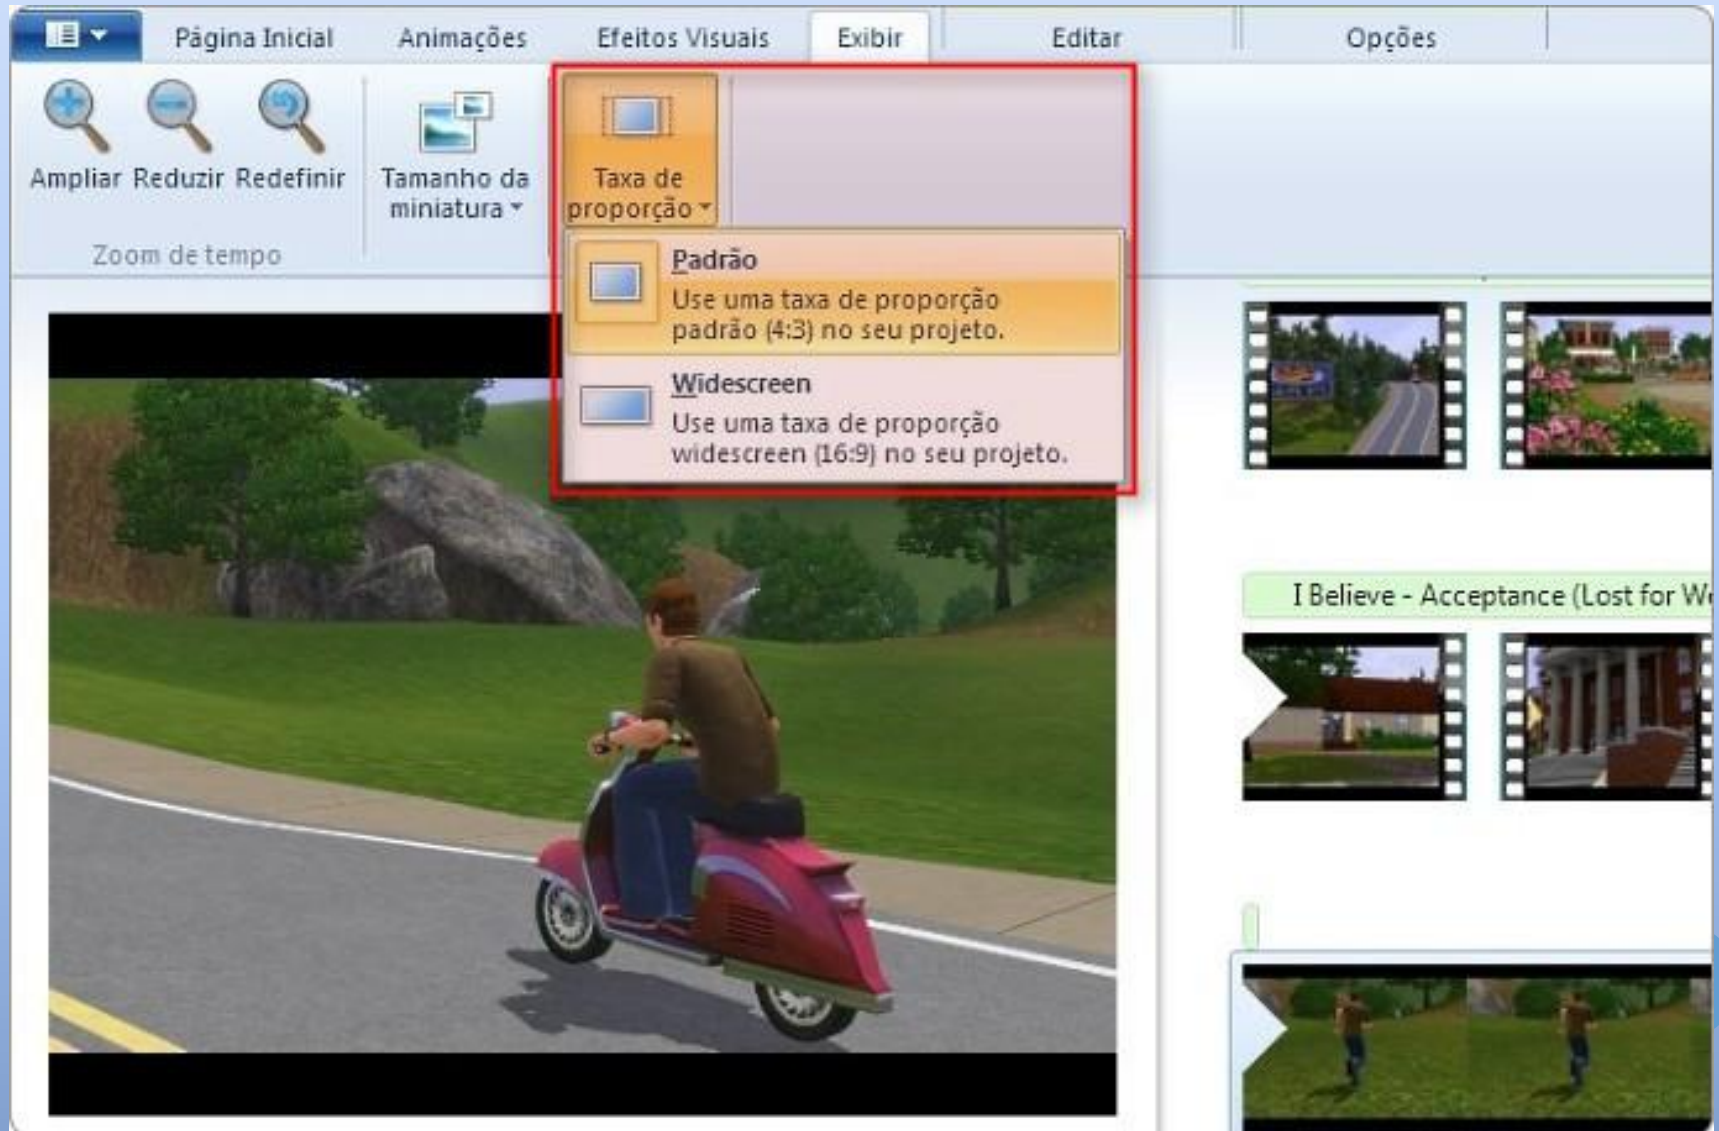 Página Inicial
Animações
Efeitos Visuais
Exibir
Editar
Opções
Ampliar
Reduzir
Redefinir
Tamanho da
miniatura
Taxa de
proporção
Zoom de tempo
Padrão
Use uma taxa de proporção
padrão (4:3) no seu projeto.
Widescreen
Use uma taxa de proporção
widescreen (16:9) no seu projeto.
I Believe - Acceptance (Lost for